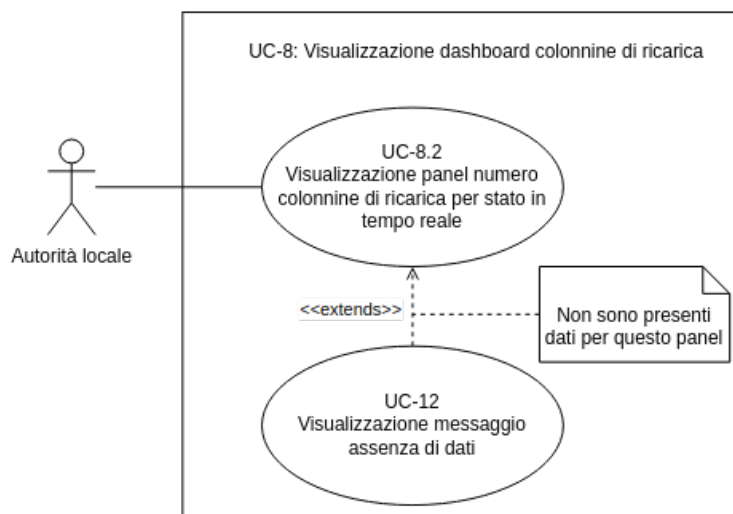 UC-8: Visualizzazione dashboard colonnine di ricarica
UC-8.2
Visualizzazione panel numero
colonnine di ricarica per stato in
tempo reale
Autorità locale
<<extends>>
Non sono presenti
dati per questo panel
UC-12
Visualizzazione messaggio
assenza di dati